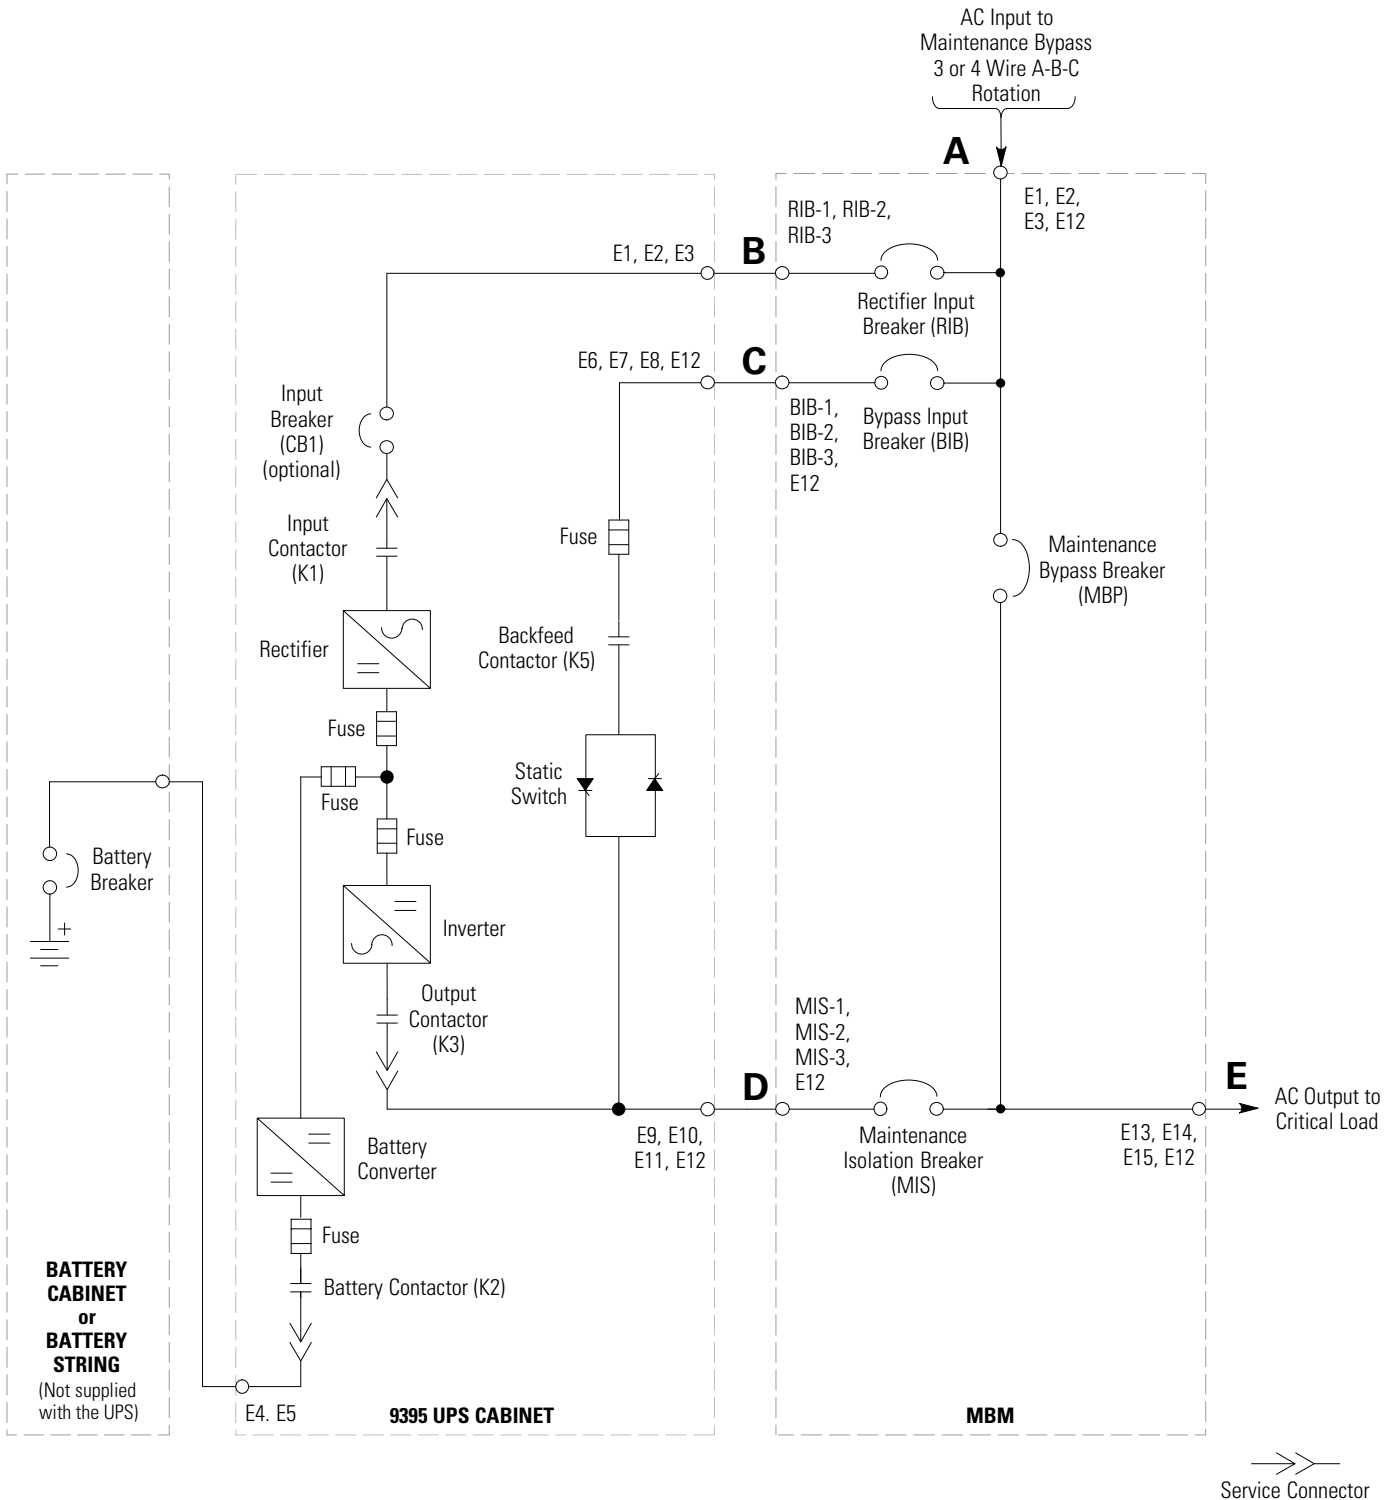 AC Input to
Maintenance Bypass
3 or 4 Wire A-B-C
Rotation
A
E1, E2,
E3, E12
RIB-1, RIB-2,
RIB-3
E1, E2, E3
B
Rectifier Input
Breaker (RIB)
E6, E7, E8, E12
C
BIB-1,
BIB-2,
BIB-3,
E12
Bypass Input
Breaker (BIB)
Input
Breaker
(CB1)
(optional)
Input
Contactor
(K1)
Fuse
Maintenance
Bypass Breaker
(MBP)
Rectifier
Backfeed
Contactor (K5)
Fuse
Fuse
Static
Switch
Fuse
Battery
Breaker
+
Inverter
Output
Contactor
(K3)
MIS-1,
MIS-2,
MIS-3,
E12
D
E
AC Output to
Critical Load
E9, E10,
E11, E12
Maintenance
Isolation Breaker
(MIS)
E13, E14,
E15, E12
Battery
Converter
Fuse
Battery Contactor (K2)
BATTERY
CABINET
or
BATTERY
STRING
(Not supplied
with the UPS)
E4. E5
9395 UPS CABINET
MBM
Service Connector